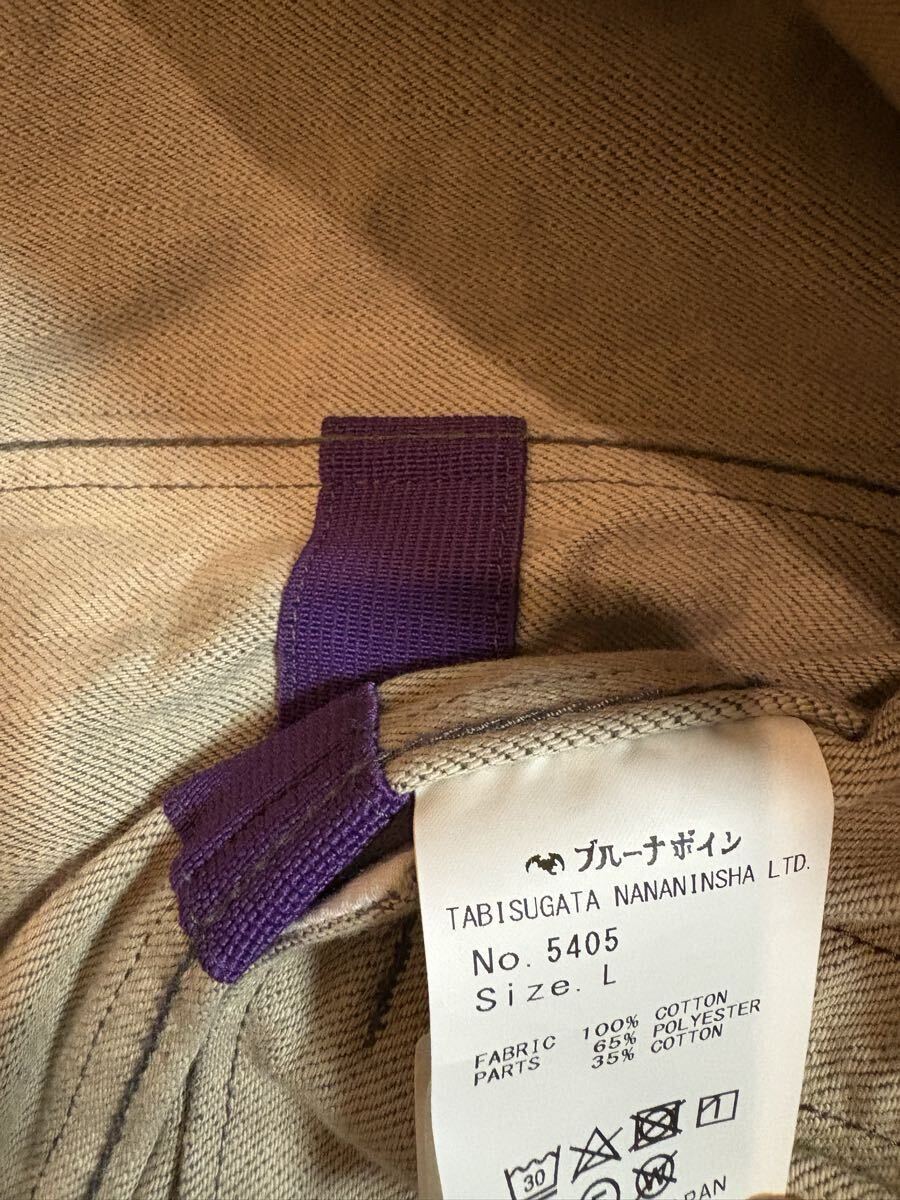 ブルーナボイン
TABISUGATA NANANINSHA LTD.
No. 5405
Size. L
FABRIC 100% COTTON
PARTS 65% POLYESTER
35% COTTON
30
F W